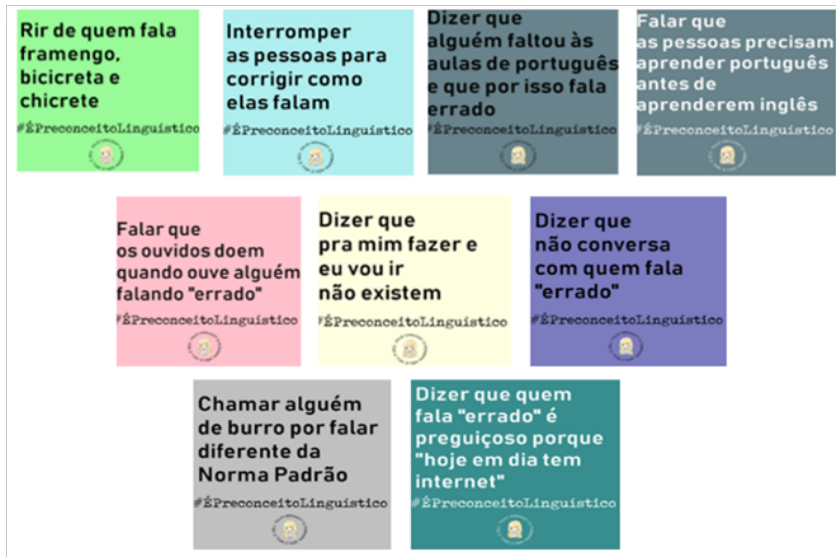 Rir de quem fala
framengo,
bicicreta e
chicrete
#ÉPreconceitoLinguístico
Interromper
as pessoas para
corrigir como
elas falam
#ÉPreconceitoLinguístico
Dizer que
alguém faltou às
aulas de português
e que por isso fala
errado
#ÉPreconceitoLinguístico
Falar que
as pessoas precisam
aprender português
antes de
aprenderem inglês
#ÉPreconceitoLinguístico
Falar que
os ouvidos doem
quando ouve alguém
falando "errado"
#ÉPreconceitoLinguístico
Dizer que
pra mim fazer e
eu vou ir
não existem
#ÉPreconceitoLinguístico
Dizer que
não conversa
com quem fala
"errado"
#ÉPreconceitoLinguístico
Chamar alguém
de burro por falar
diferente da
Norma Padrão
#ÉPreconceitoLinguístico
Dizer que quem
fala "errado" é
preguiçoso porque
"hoje em dia tem
internet"
#ÉPreconceitoLinguístico